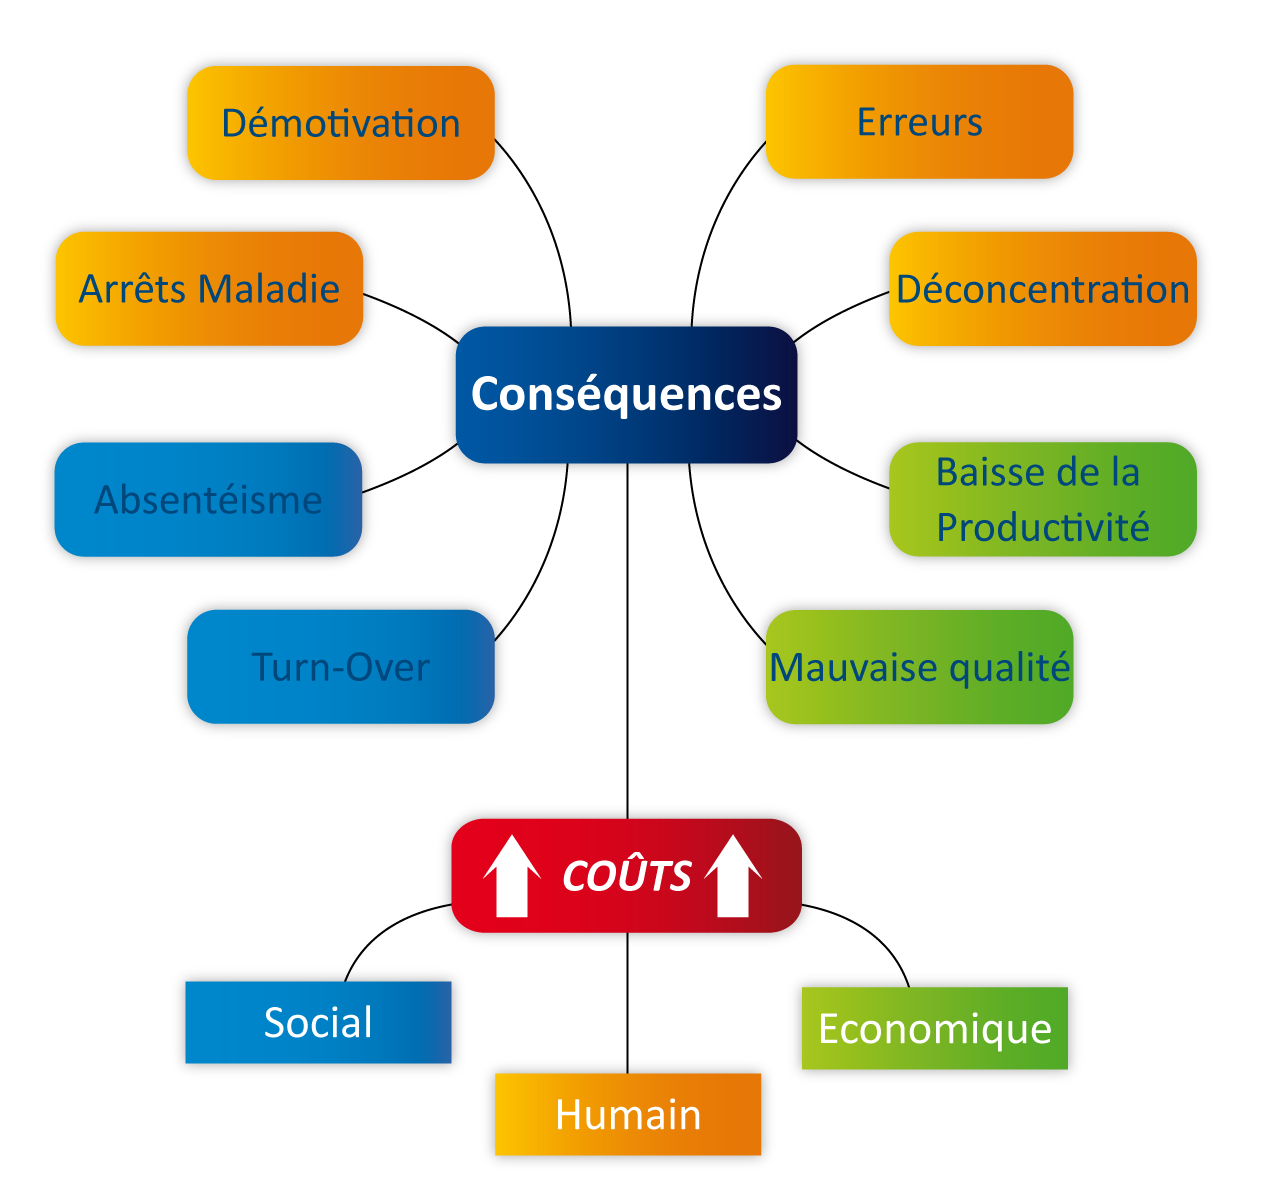 Démotivation
Erreurs
Arrêts Maladie
Déconcentration
Conséquences
Absentéisme
Baisse de la
Productivité
Turn-Over
Mauvaise qualité
COÛTS
Social
Economique
Humain